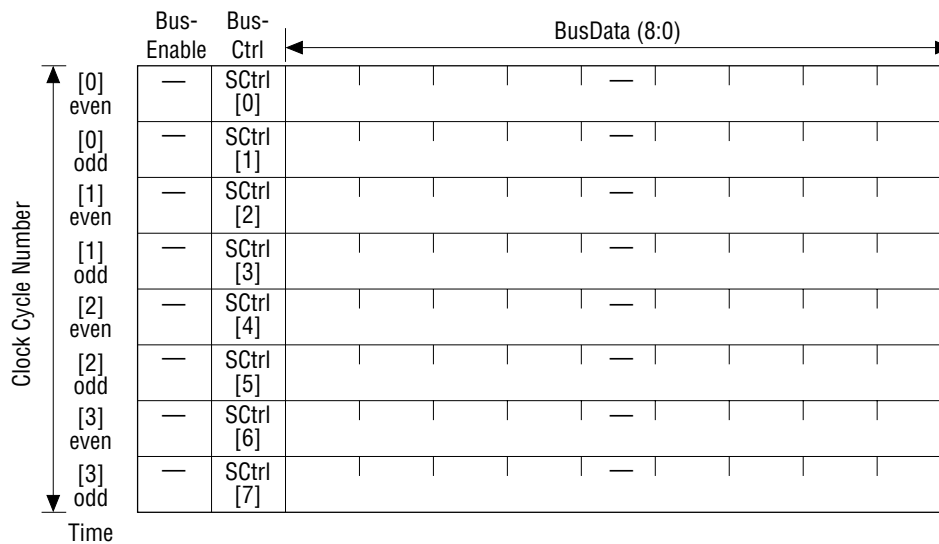 Bus- Bus- BusData (8:0)
Enable Ctrl
[0] — SCtrl —
even [0]
[0] — SCtrl —
odd [1]
[1] — SCtrl —
even [2]
[1] — SCtrl —
odd [3]
[2] — SCtrl —
even [4]
[2] — SCtrl —
odd [5]
[3] — SCtrl —
even [6]
[3] — SCtrl —
odd [7]
Clock Cycle Number
Time